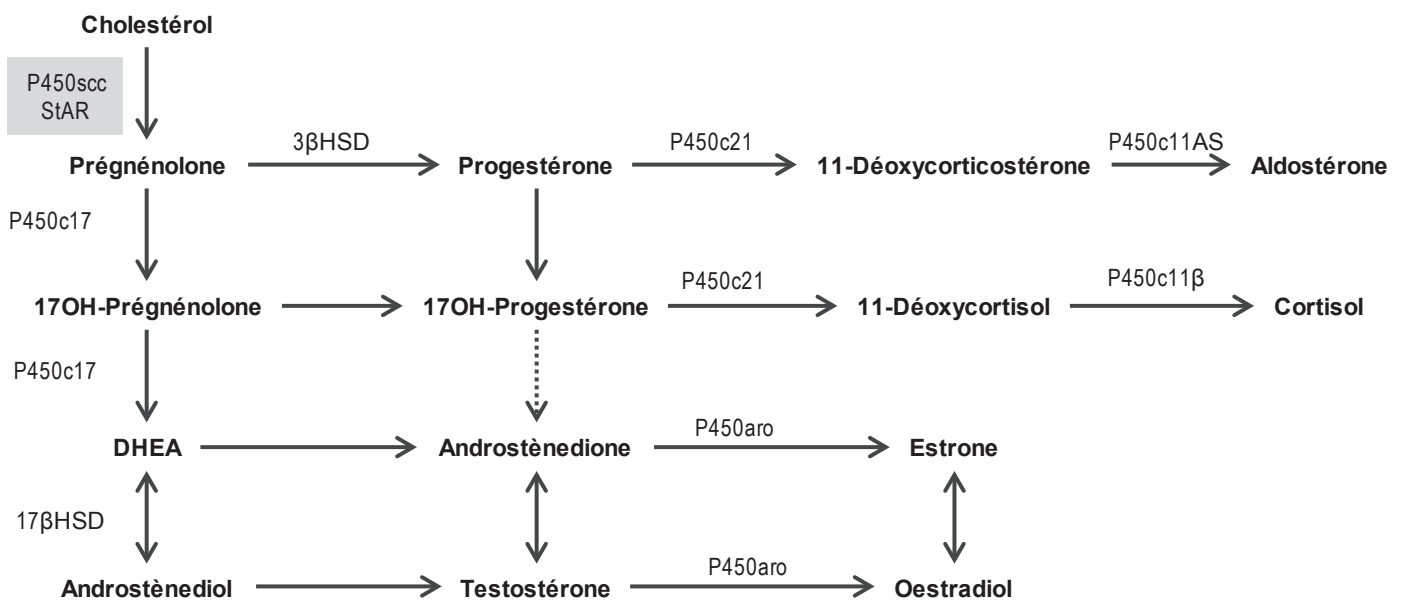 Cholestérol
P450scc
StAR
3βHSD
P450c21
P450c11AS
Prégnénolone
Progestérone
11-Déoxycorticostérone
Aldostérone
P450c17
P450c21
P450c11β
17OH-Prégnénolone
17OH-Progestérone
11-Déoxycortisol
Cortisol
P450c17
P450aro
DHEA
Androstènedione
Estrone
17βHSD
P450aro
Androstènediol
Testostérone
Oestradiol